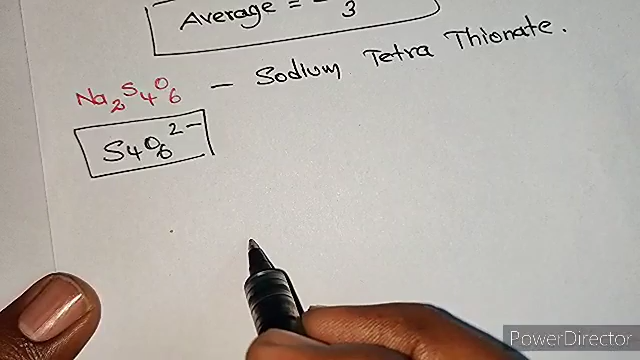 Average = 3
Na2S4O6 – Sodium Tetra Thionate.
S4O6 2–
PowerDirector